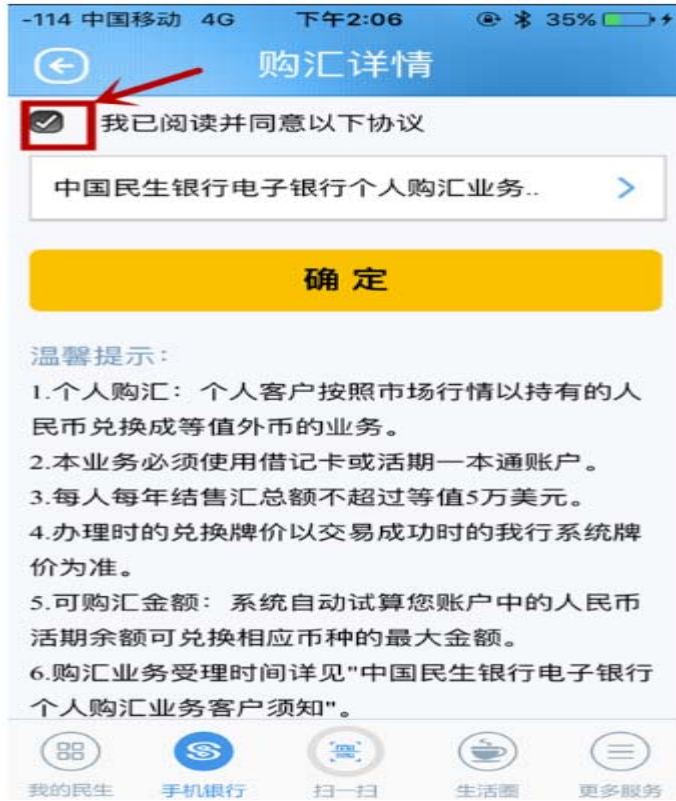 -114 中国移动 4G 下午2:06 35%
购汇详情
我已阅读并同意以下协议
中国民生银行电子银行个人购汇业务..
确 定
温馨提示：
1.个人购汇：个人客户按照市场行情以持有的人
民币兑换成等值外币的业务。
2.本业务必须使用借记卡或活期一本通账户。
3.每人每年结售汇总额不超过等值5万美元。
4.办理时的兑换牌价以交易成功时的我行系统牌
价为准。
5.可购汇金额：系统自动试算您账户中的人民币
活期余额可兑换相应币种的最大金额。
6.购汇业务受理时间详见"中国民生银行电子银行
个人购汇业务客户须知"。
我的民生 手机银行 扫一扫 生活圈 更多服务